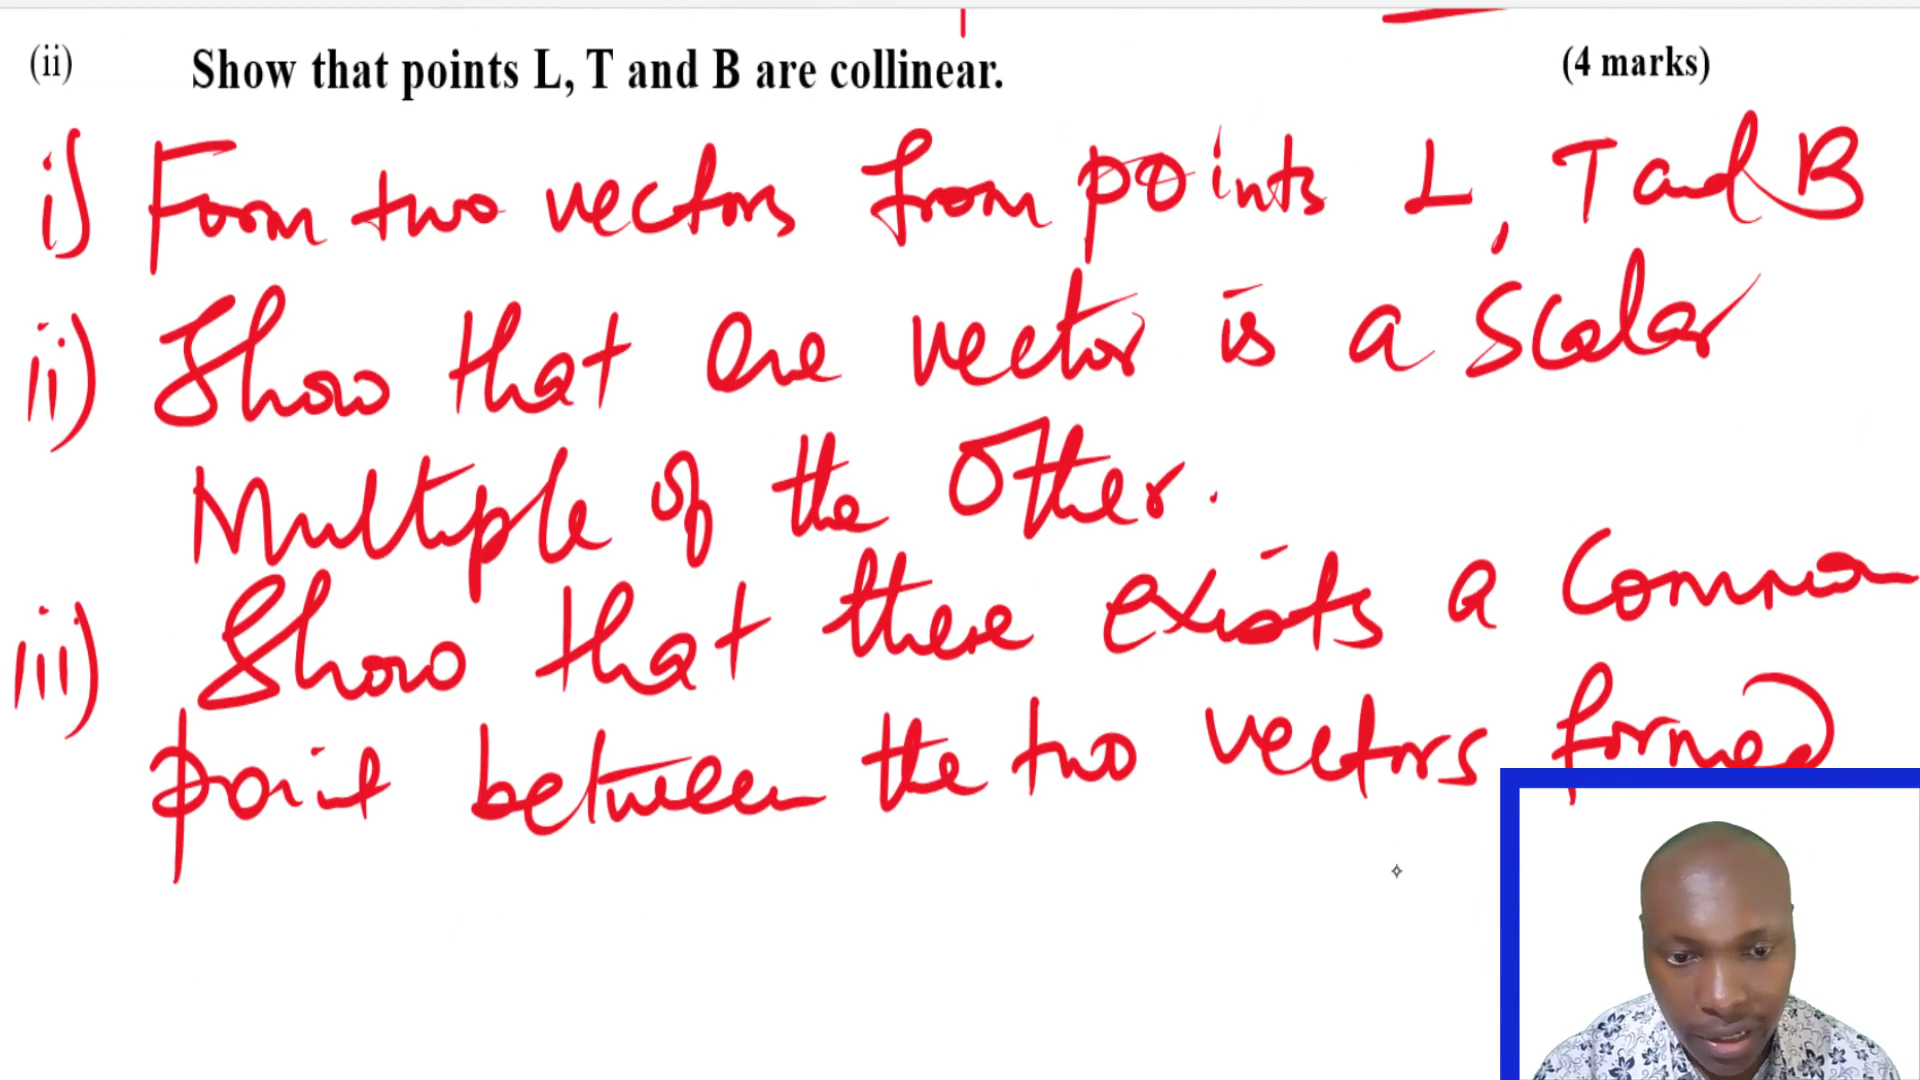 (ii) Show that points L, T and B are collinear. (4 marks)
i) Form two vectors from points L, T and B
ii) Show that one vector is a scalar
Multiple of the other.
iii) Show that there exists a common
point between the two vectors formed